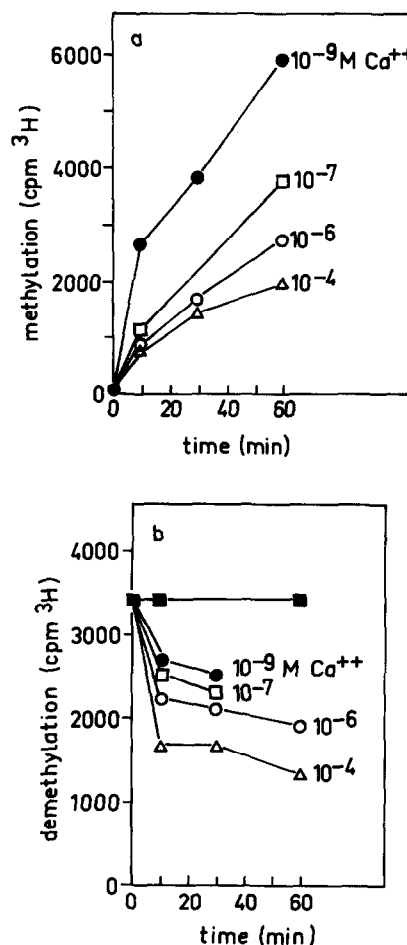 a
6000
4000
2000
0
methylation (cpm ³H)
10⁻⁹M Ca⁺⁺
10⁻⁷
10⁻⁶
10⁻⁴
0 20 40 60
time (min)
b
4000
3000
2000
1000
0
demethylation (cpm ³H)
10⁻⁹ M Ca⁺⁺
10⁻⁷
10⁻⁶
10⁻⁴
0 20 40 60
time (min)